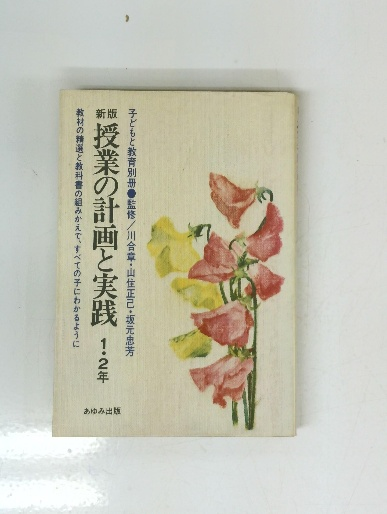 子どもと教育別冊●監修／川合章・山住正己・坂元忠芳
新版
授業の計画と実践
1・2年
教材の精選と教科書の組みかえで、すべての子にわかるように
あゆみ出版